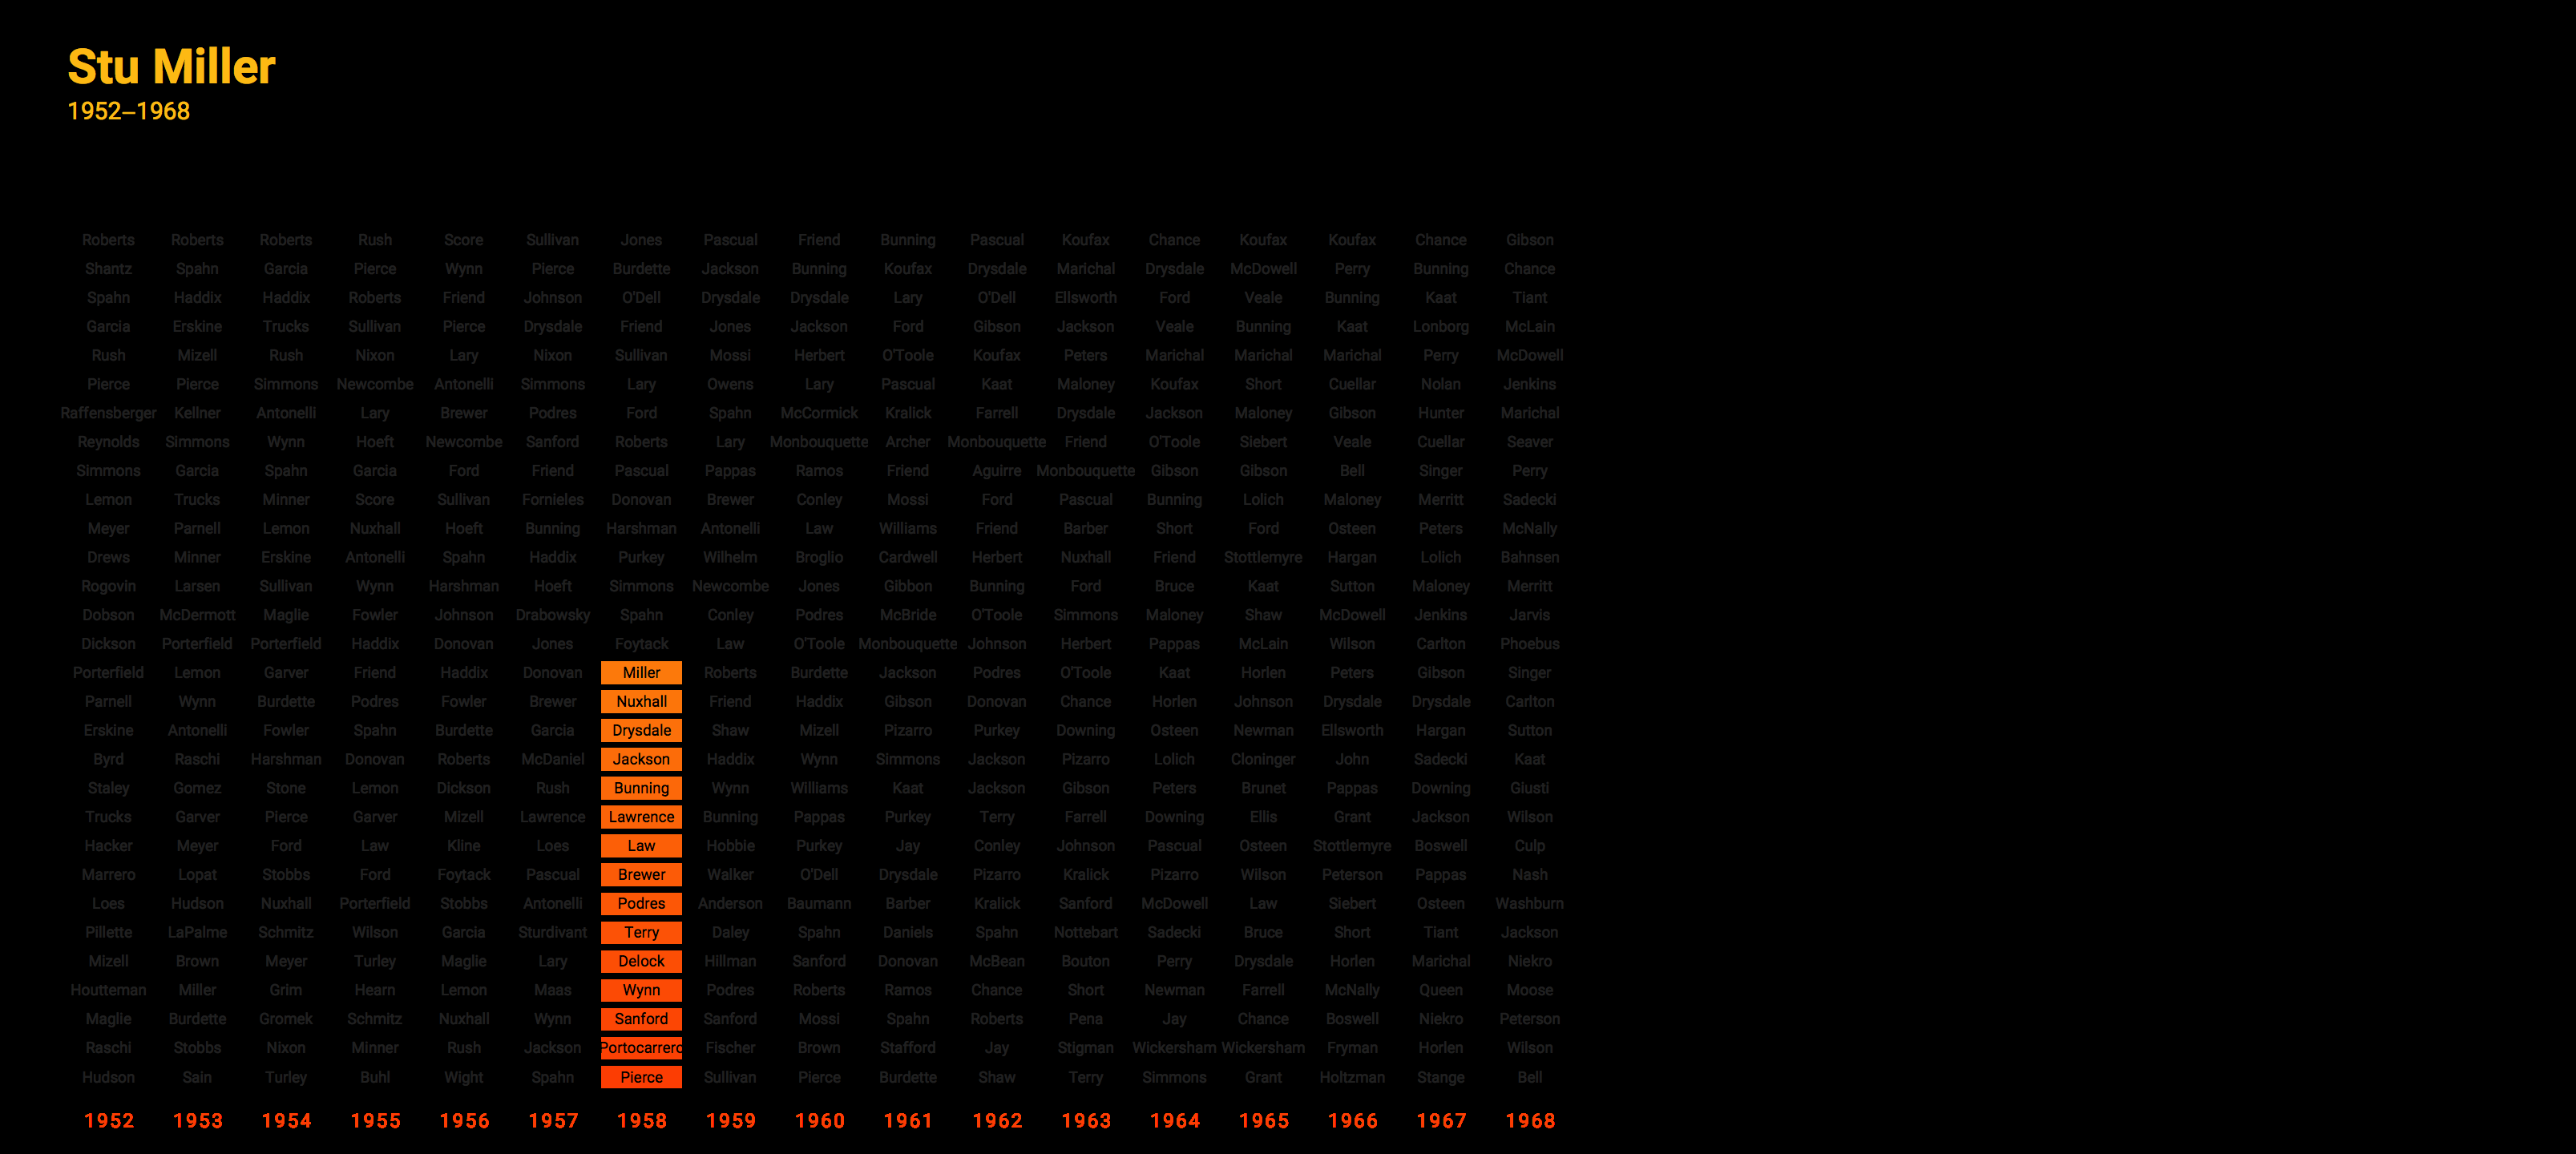 Stu Miller
1952–1968
Roberts Roberts Roberts Rush Score Sullivan Jones Pascual Friend Bunning Pascual Koufax Chance Koufax Koufax Chance Gibson
Shantz Spahn Garcia Pierce Wynn Pierce Burdette Jackson Bunning Koufax Drysdale Marichal Drysdale McDowell Perry Bunning Chance
Spahn Haddix Haddix Roberts Friend Johnson O'Dell Drysdale Drysdale Lary O'Dell Ellsworth Ford Veale Bunning Kaat Tiant
Garcia Erskine Trucks Sullivan Pierce Drysdale Friend Jones Jackson Ford Gibson Jackson Veale Bunning Kaat Lonborg McLain
Rush Mizell Rush Nixon Lary Nixon Sullivan Mossi Herbert O'Toole Koufax Peters Marichal Marichal Marichal Perry McDowell
Pierce Pierce Simmons Newcombe Antonelli Simmons Lary Owens Lary Pascual Kaat Maloney Koufax Short Cuellar Nolan Jenkins
Raffensberger Kellner Antonelli Lary Brewer Podres Ford Spahn McCormick Kralick Farrell Drysdale Jackson Maloney Gibson Hunter Marichal
Reynolds Simmons Wynn Hoeft Newcombe Sanford Roberts Lary Monbouquette Archer Monbouquette Friend O'Toole Siebert Veale Cuellar Seaver
Simmons Garcia Spahn Garcia Ford Friend Pascual Pappas Ramos Friend Aguirre Monbouquette Gibson Gibson Bell Singer Perry
Lemon Trucks Minner Score Sullivan Fornieles Donovan Brewer Conley Mossi Ford Pascual Bunning Lolich Maloney Merritt Sadecki
Meyer Parnell Lemon Nuxhall Hoeft Bunning Harshman Antonelli Law Williams Friend Barber Short Ford Osteen Peters McNally
Drews Minner Erskine Antonelli Spahn Haddix Purkey Wilhelm Broglio Cardwell Herbert Nuxhall Friend Stottlemyre Hargan Lolich Bahnsen
Rogovin Larsen Sullivan Wynn Harshman Hoeft Simmons Newcombe Jones Gibbon Bunning Ford Bruce Kaat Sutton Maloney Merritt
Dobson McDermott Maglie Fowler Johnson Drabowsky Spahn Conley Podres McBride O'Toole Simmons Maloney Shaw McDowell Jenkins Jarvis
Dickson Porterfield Porterfield Haddix Donovan Jones Foytack Law O'Toole Monbouquette Johnson Herbert Pappas McLain Wilson Carlton Phoebus
Porterfield Lemon Garver Friend Haddix Donovan Miller Roberts Burdette Jackson Podres O'Toole Kaat Horlen Peters Gibson Singer
Parnell Wynn Burdette Podres Fowler Brewer Nuxhall Friend Haddix Gibson Donovan Chance Horlen Johnson Drysdale Drysdale Carlton
Erskine Antonelli Fowler Spahn Burdette Garcia Drysdale Shaw Mizell Pizarro Purkey Downing Osteen Newman Ellsworth Hargan Sutton
Byrd Raschi Harshman Donovan Roberts McDaniel Jackson Haddix Wynn Simmons Jackson Pizarro Lolich Cloninger John Sadecki Kaat
Staley Gomez Stone Lemon Dickson Rush Bunning Wynn Williams Kaat Jackson Gibson Peters Brunet Pappas Downing Giusti
Trucks Garver Pierce Garver Mizell Lawrence Lawrence Bunning Pappas Purkey Terry Farrell Downing Ellis Grant Jackson Wilson
Hacker Meyer Ford Law Kline Loes Law Hobbie Purkey Jay Conley Johnson Pascual Osteen Stottlemyre Boswell Culp
Marrero Lopat Stobbs Ford Foytack Pascual Brewer Walker O'Dell Drysdale Pizarro Kralick Pizarro Wilson Peterson Pappas Nash
Loes Hudson Nuxhall Porterfield Stobbs Antonelli Podres Anderson Baumann Barber Kralick Sanford McDowell Law Siebert Osteen Washburn
Pillette LaPalme Schmitz Wilson Garcia Sturdivant Terry Daley Spahn Daniels Spahn Nottebart Sadecki Bruce Short Tiant Jackson
Mizell Brown Meyer Turley Maglie Lary Delock Hillman Sanford Donovan McBean Bouton Perry Drysdale Horlen Marichal Niekro
Houtteman Miller Grim Hearn Lemon Maas Wynn Podres Roberts Ramos Chance Short Newman Farrell McNally Queen Moose
Maglie Burdette Gromek Schmitz Nuxhall Wynn Sanford Sanford Mossi Spahn Roberts Pena Jay Chance Boswell Niekro Peterson
Raschi Stobbs Nixon Minner Rush Jackson Portocarrero Fischer Brown Stafford Jay Stigman Wickersham Wickersham Fryman Horlen Wilson
Hudson Sain Turley Buhl Wight Spahn Pierce Sullivan Pierce Burdette Shaw Terry Simmons Grant Holtzman Stange Bell
1952 1953 1954 1955 1956 1957 1958 1959 1960 1961 1962 1963 1964 1965 1966 1967 1968